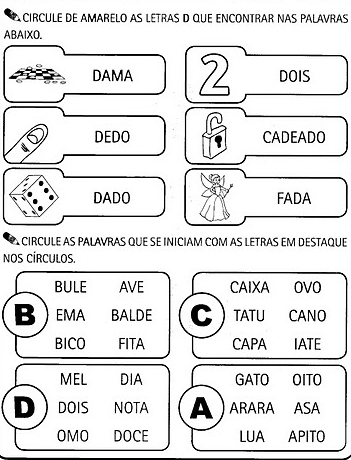 CIRCULE DE AMARELO AS LETRAS D QUE ENCONTRAR NAS PALAVRAS
ABAIXO.
DAMA
2 DOIS
DEDO
CADEADO
DADO
FADA
CIRCULE AS PALAVRAS QUE SE INICIAM COM AS LETRAS EM DESTAQUE
NOS CÍRCULOS.
B
BULE AVE
EMA BALDE
BICO FITA
C
CAIXA OVO
TATU CANO
CAPA IATE
D
MEL DIA
DOIS NOTA
OMO DOCE
A
GATO OITO
ARARA ASA
LUA APITO